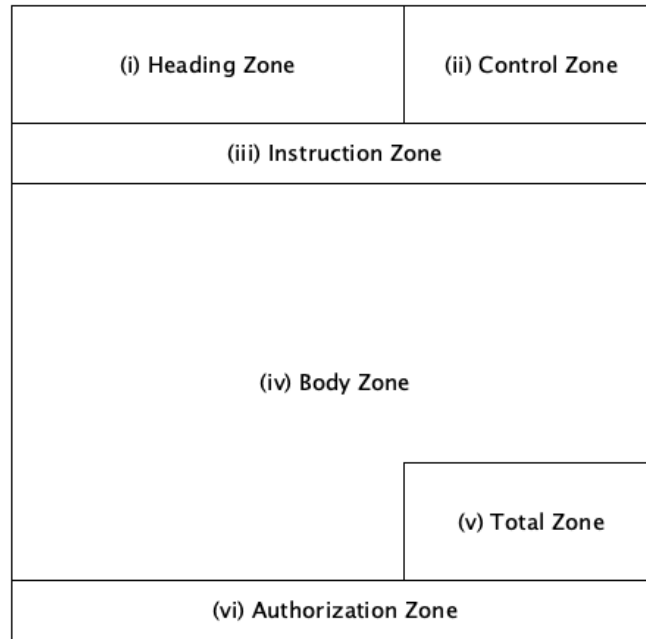 (i) Heading Zone
(ii) Control Zone
(iii) Instruction Zone
(iv) Body Zone
(v) Total Zone
(vi) Authorization Zone